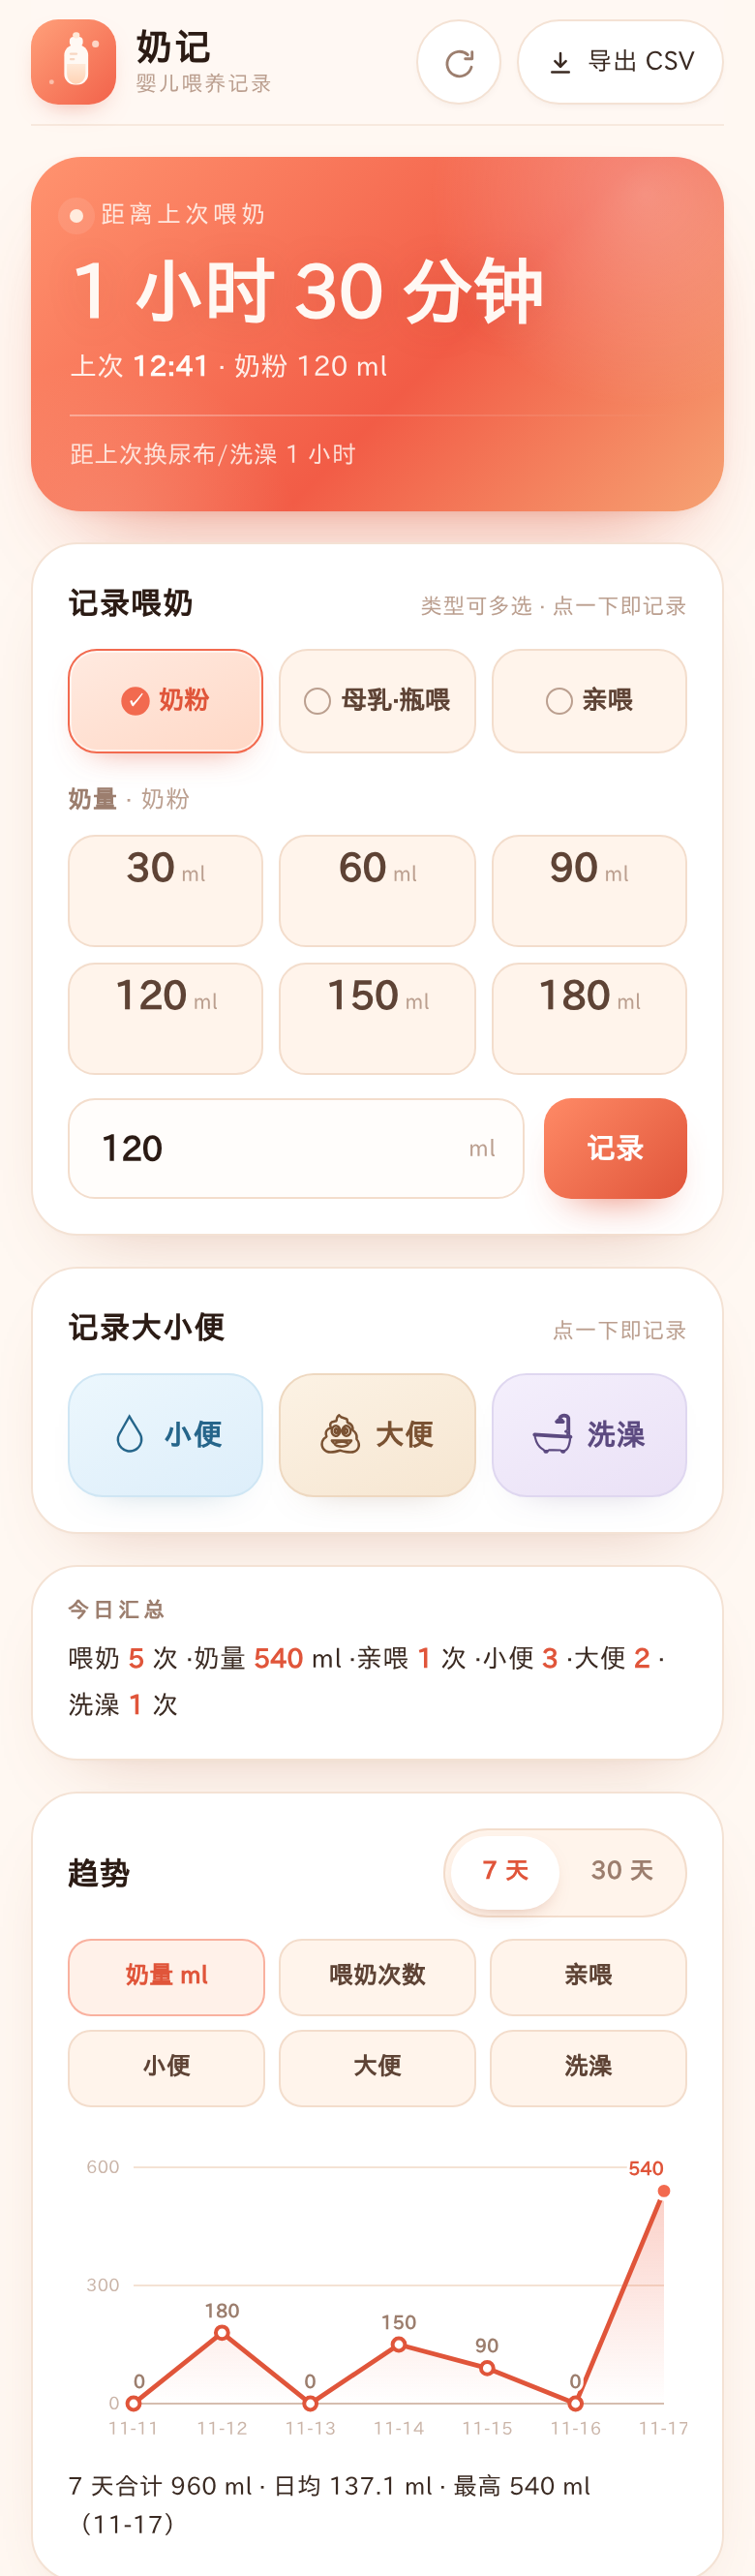 奶记
婴儿喂养记录
导出 CSV
距离上次喂奶
1 小时 30 分钟
上次 12:41 · 奶粉 120 ml
距上次换尿布/洗澡 1 小时
记录喂奶
类型可多选 · 点一下即记录
奶粉
母乳·瓶喂
亲喂
奶量 · 奶粉
30 ml
60 ml
90 ml
120 ml
150 ml
180 ml
120 ml
记录
记录大小便
点一下即记录
小便
大便
洗澡
今日汇总
喂奶 5 次 ·奶量 540 ml ·亲喂 1 次 ·小便 3 ·大便 2 ·
洗澡 1 次
趋势
7 天
30 天
奶量 ml
喂奶次数
亲喂
小便
大便
洗澡
600
540
300
180
150
90
0
0
0
0
11-11
11-12
11-13
11-14
11-15
11-16
11-17
7 天合计 960 ml · 日均 137.1 ml · 最高 540 ml
（11-17）